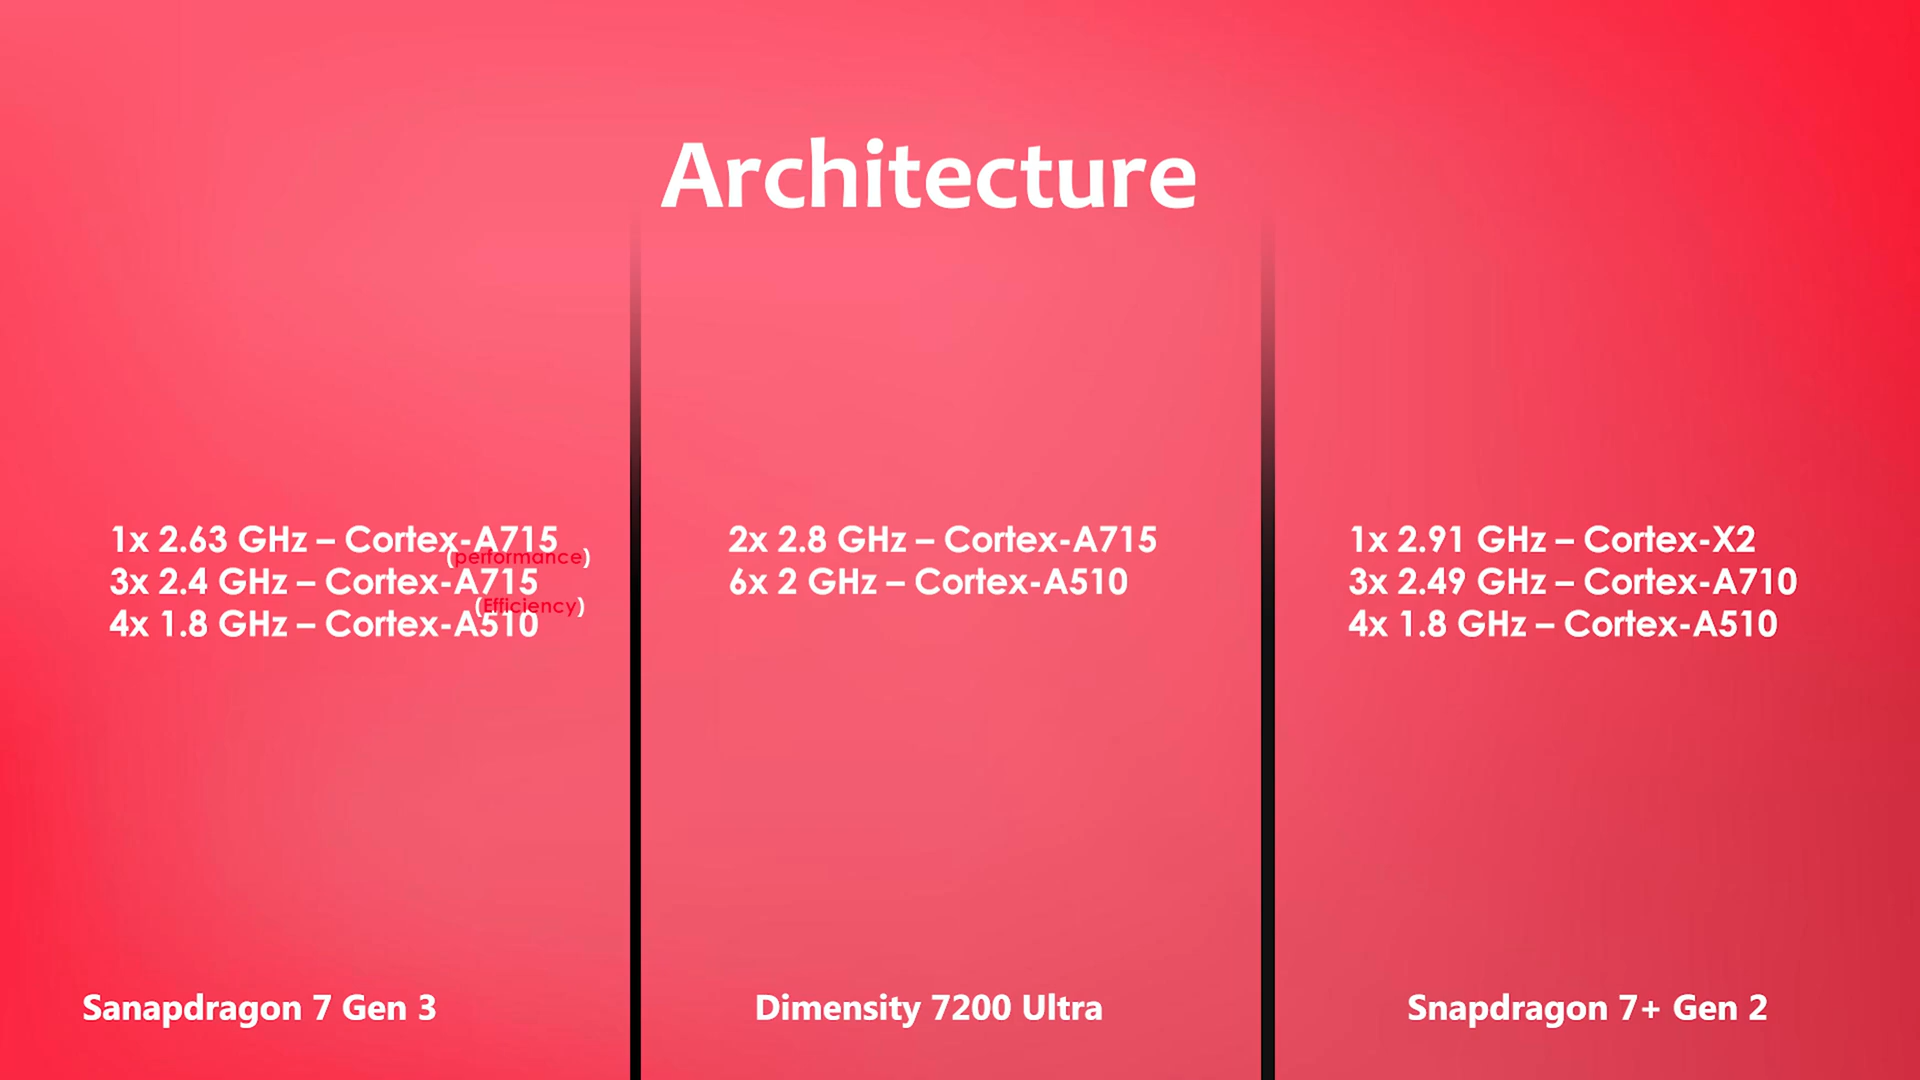 Architecture
1x 2.63 GHz – Cortex-A715
(performance)
3x 2.4 GHz – Cortex-A715
(Efficiency)
4x 1.8 GHz – Cortex-A510
2x 2.8 GHz – Cortex-A715
6x 2 GHz – Cortex-A510
1x 2.91 GHz – Cortex-X2
3x 2.49 GHz – Cortex-A710
4x 1.8 GHz – Cortex-A510
Sanapdragon 7 Gen 3
Dimensity 7200 Ultra
Snapdragon 7+ Gen 2